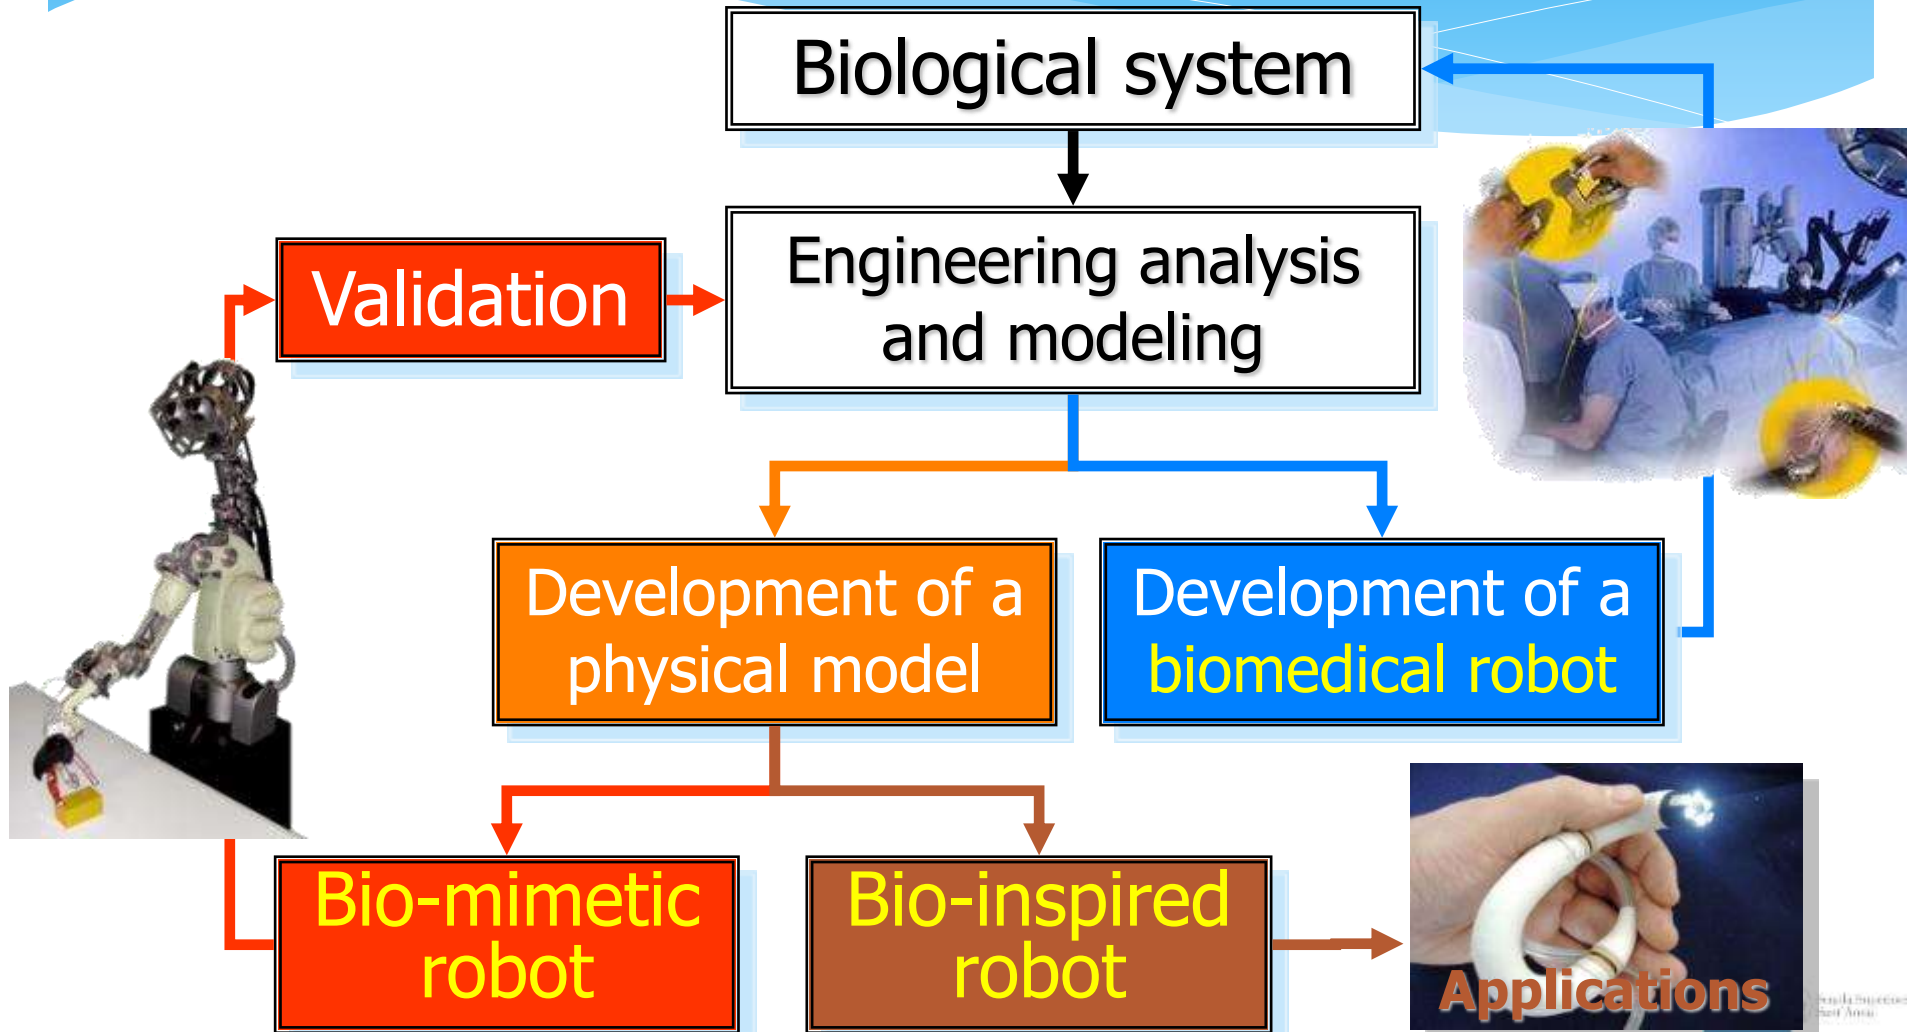 Biological system
Engineering analysis
and modeling
Validation
Development of a
physical model
Development of a
biomedical robot
Bio-mimetic
robot
Bio-inspired
robot
Applications